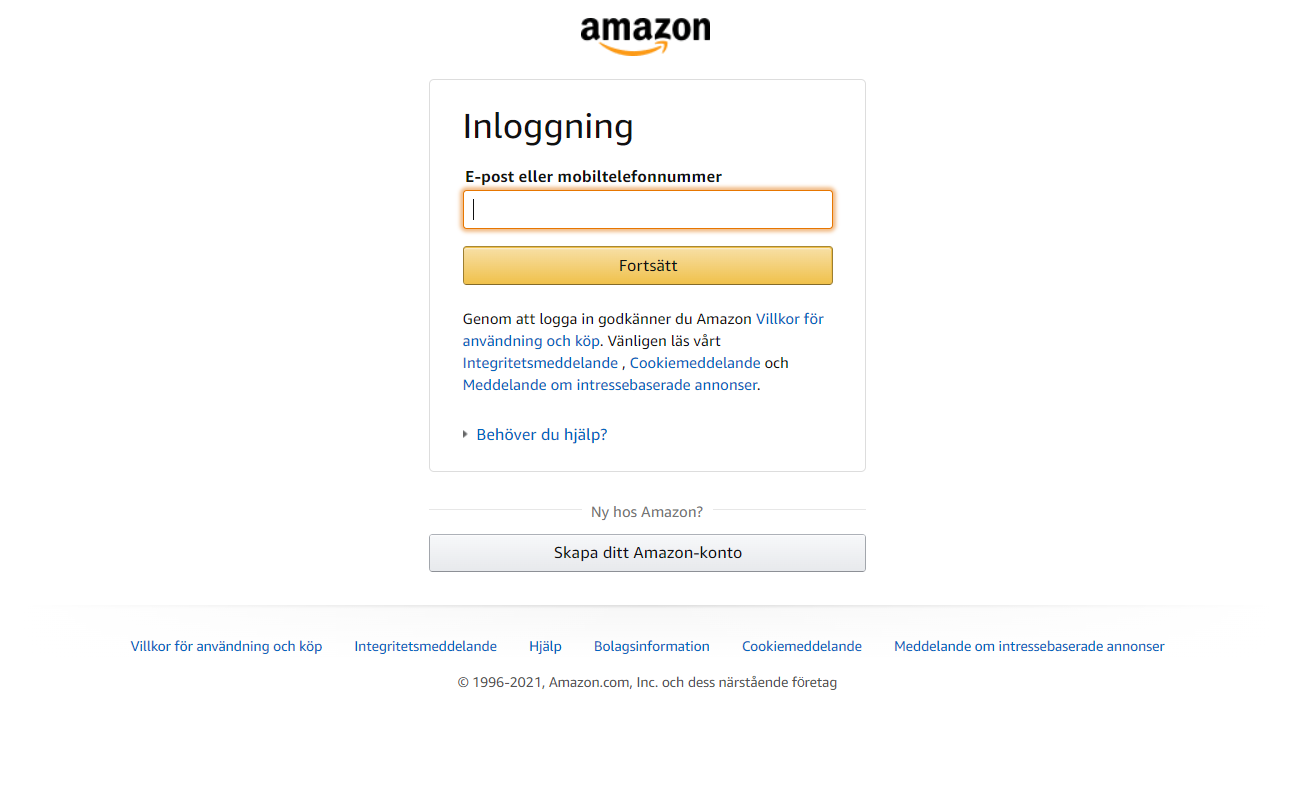 amazon
Inloggning
E-post eller mobiltelefonnummer
Fortsätt
Genom att logga in godkänner du Amazon Villkor för
användning och köp. Vänligen läs vårt
Integritetsmeddelande , Cookiemeddelande och
Meddelande om intressebaserade annonser.
Behöver du hjälp?
Ny hos Amazon?
Skapa ditt Amazon-konto
Villkor för användning och köp Integritetsmeddelande Hjälp Bolagsinformation Cookiemeddelande Meddelande om intressebaserade annonser
© 1996-2021, Amazon.com, Inc. och dess närstående företag